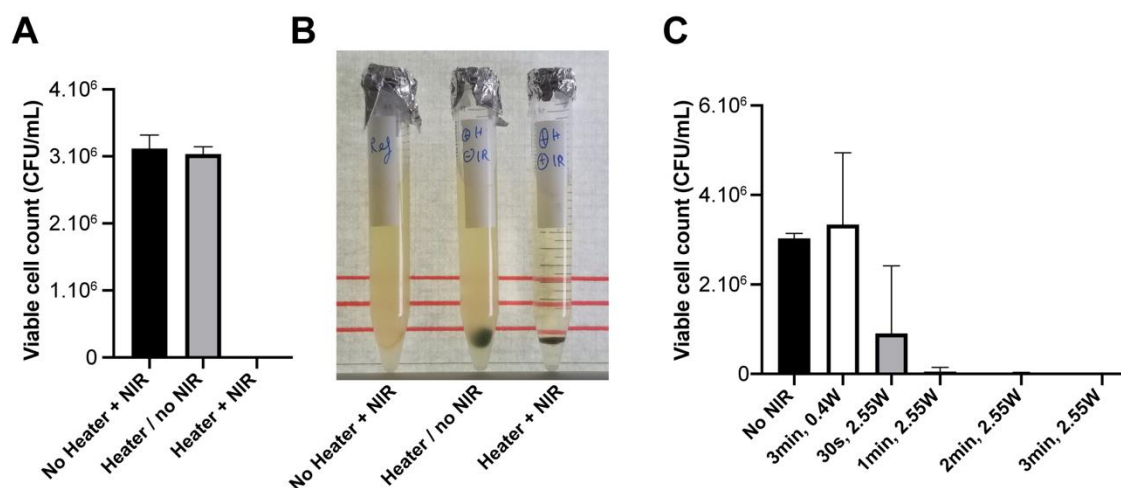 A
Viable cell count (CFU/mL)
4.10⁶
3.10⁶
2.10⁶
1.10⁶
0
No Heater + NIR
Heater / no NIR
Heater + NIR
B
Ref
⊕ H
⊖ IR
⊕ H
⊕ IR
No Heater + NIR
Heater / no NIR
Heater + NIR
C
Viable cell count (CFU/mL)
6.10⁶
4.10⁶
2.10⁶
0
No NIR
3min, 0.4W
30s, 2.55W
1min, 2.55W
2min, 2.55W
3min, 2.55W